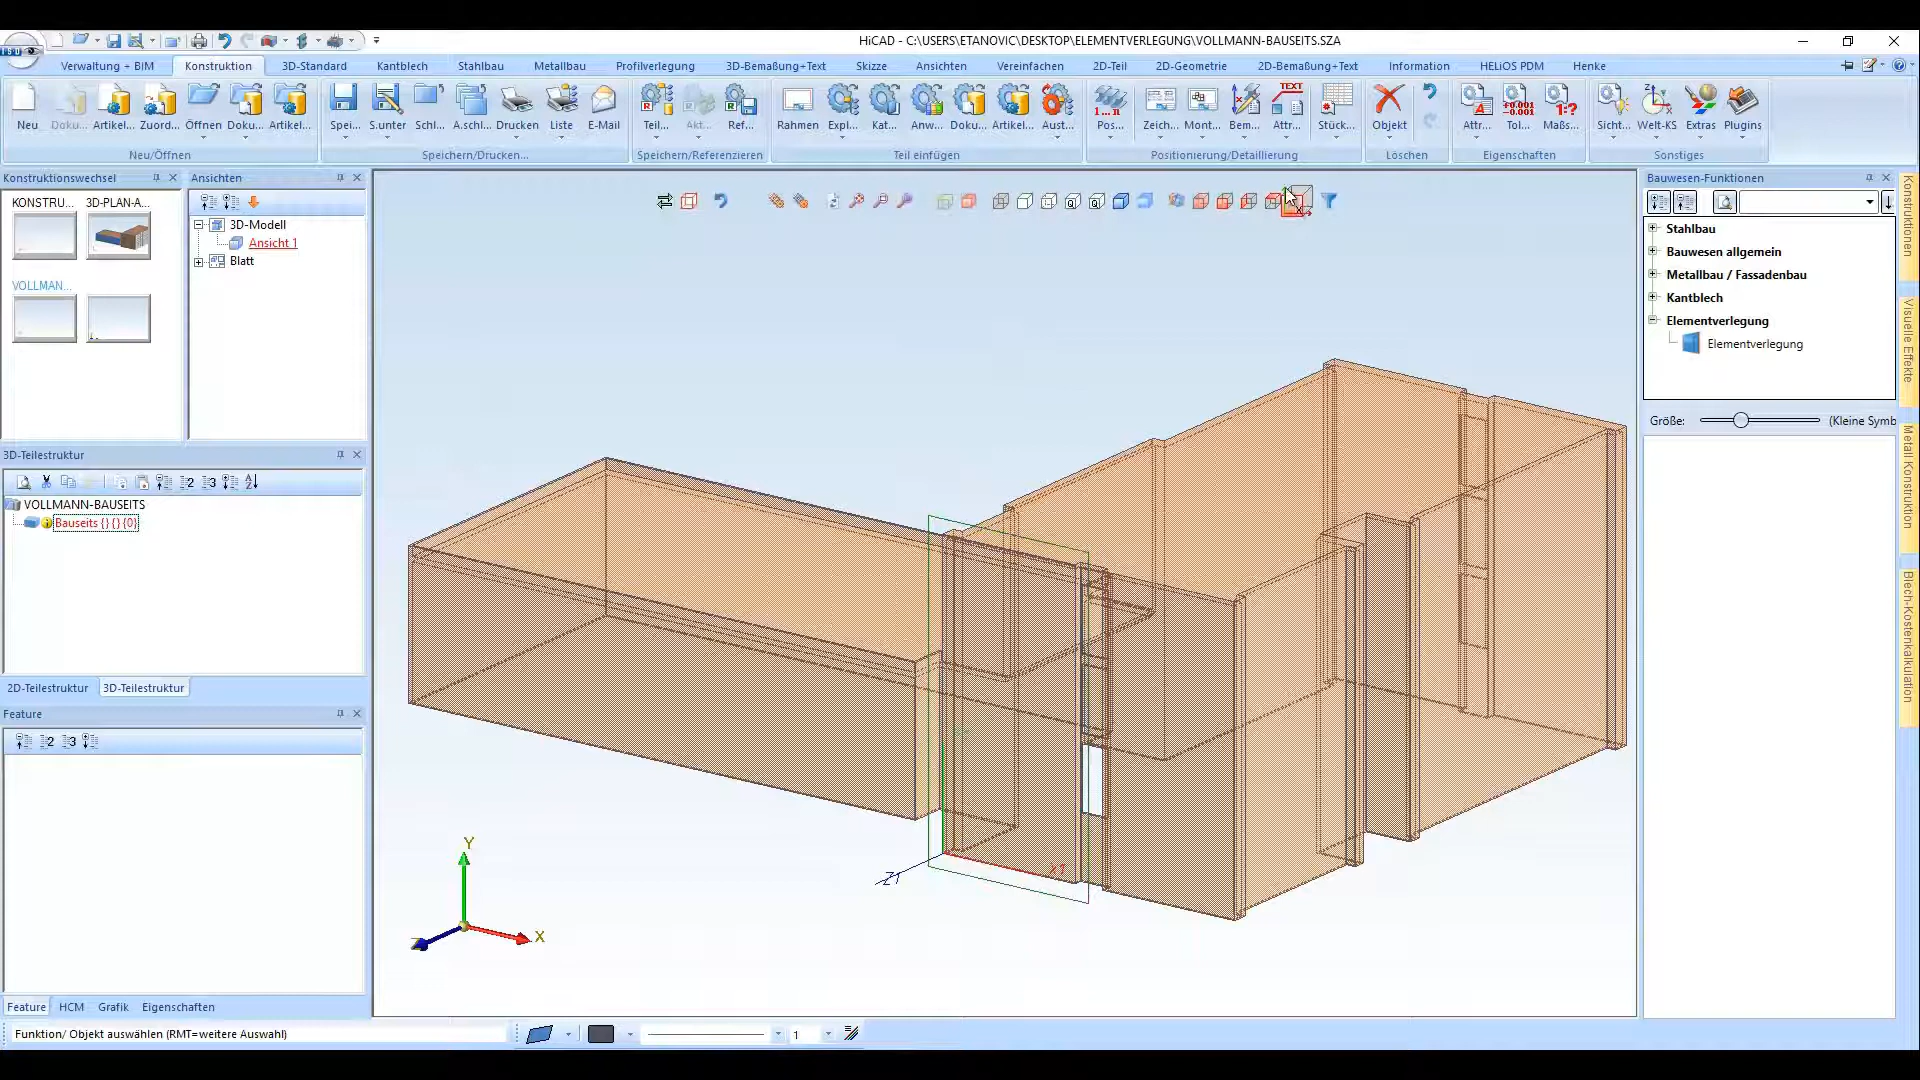 HiCAD - C:\USERS\ETANOVIC\DESKTOP\ELEMENTVERLEGUNG\VOLLMANN-BAUSEITS.SZA
ISD
Verwaltung + BIM Konstruktion 3D-Standard Kantblech Stahlbau Metallbau Profilverlegung 3D-Bemaßung+Text Skizze Ansichten Vereinfachen 2D-Teil 2D-Geometrie 2D-Bemaßung+Text Information HELiOS PDM Henke
Neu Doku... Artikel... Zuord... Öffnen Doku... Artikel... Spei... S.unter Schl... A.schl... Drucken Liste E-Mail Teil... Akt... Ref... Rahmen Expl... Kat... Anw... Doku... Artikel... Aust... Pos... Zeich... Mont... Bem... Attr... Stück... Objekt Attr... Tol... Maßs... Sicht... Welt-KS Extras Plugins
Neu/Öffnen Speichern/Drucken... Speichern/Referenzieren Teil einfügen Positionierung/Detaillierung Löschen Eigenschaften Sonstiges
Konstruktionswechsel
KONSTRU... 3D-PLAN-A...
VOLLMAN...
Ansichten
3D-Modell
Ansicht 1
Blatt
3D-Teilestruktur
VOLLMANN-BAUSEITS
Bauseits {} {} {0}
2D-Teilestruktur 3D-Teilestruktur
Feature
Feature HCM Grafik Eigenschaften
Z1
X1
Y
X
Z
Bauwesen-Funktionen
Stahlbau
Bauwesen allgemein
Metallbau / Fassadenbau
Kantblech
Elementverlegung
Elementverlegung
Größe: (Kleine Symb
Konstruktionen
Visuelle Effekte
Metall Konstruktion
Blech-Kostenkalkulation
Funktion/ Objekt auswählen (RMT=weitere Auswahl)
1